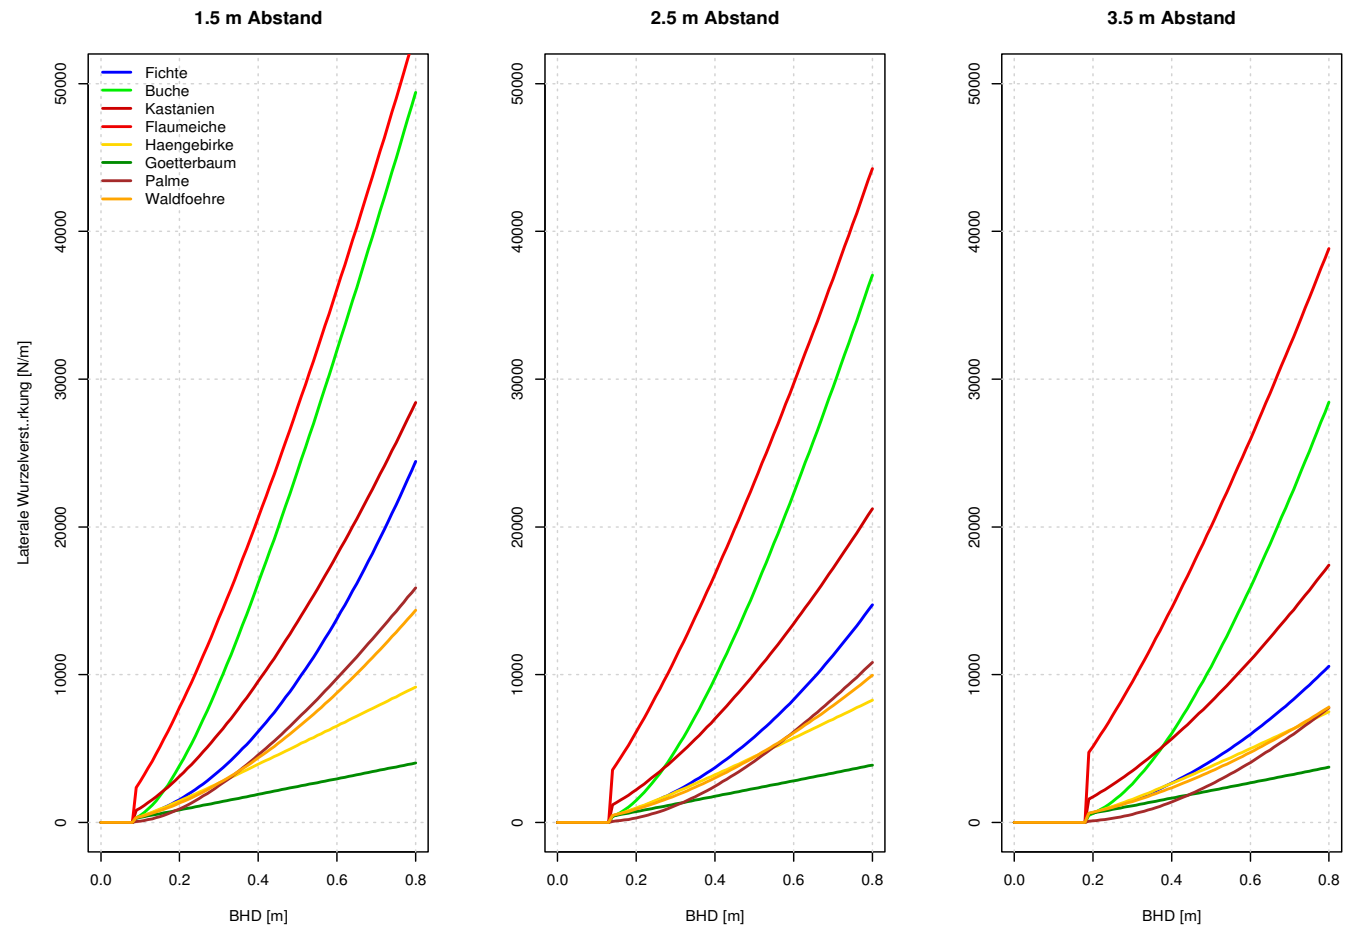 1.5 m Abstand
2.5 m Abstand
3.5 m Abstand
Fichte
Buche
Kastanien
Flaumeiche
Haengebirke
Goetterbaum
Palme
Waldfoehre
Laterale Wurzelverst..rkung [N/m]
50000
40000
30000
20000
10000
0
0.0 0.2 0.4 0.6 0.8
BHD [m]
50000
40000
30000
20000
10000
0
0.0 0.2 0.4 0.6 0.8
BHD [m]
50000
40000
30000
20000
10000
0
0.0 0.2 0.4 0.6 0.8
BHD [m]